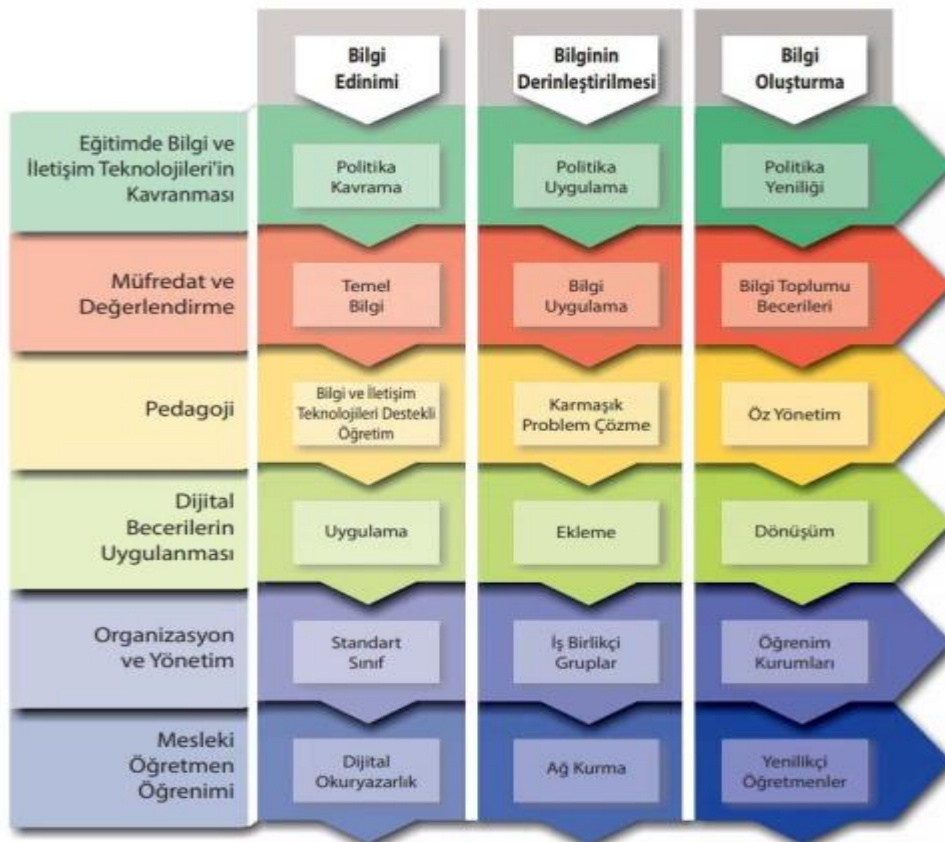 Bilgi
Edinimi
Bilginin
Derinleştirilmesi
Bilgi
Oluşturma
Eğitimde Bilgi ve
İletişim Teknolojileri'in
Kavranması
Politika
Kavrama
Politika
Uygulama
Politika
Yeniliği
Müfredat ve
Değerlendirme
Temel
Bilgi
Bilgi
Uygulama
Bilgi Toplumu
Becerileri
Pedagoji
Bilgi ve İletişim
Teknolojileri Destekli
Öğretim
Karmaşık
Problem Çözme
Öz Yönetim
Dijital
Becerilerin
Uygulanması
Uygulama
Ekleme
Dönüşüm
Organizasyon
ve Yönetim
Standart
Sınıf
İş Birlikçi
Gruplar
Öğrenim
Kurumları
Mesleki
Öğretmen
Öğrenimi
Dijital
Okuryazarlık
Ağ Kurma
Yenilikçi
Öğretmenler